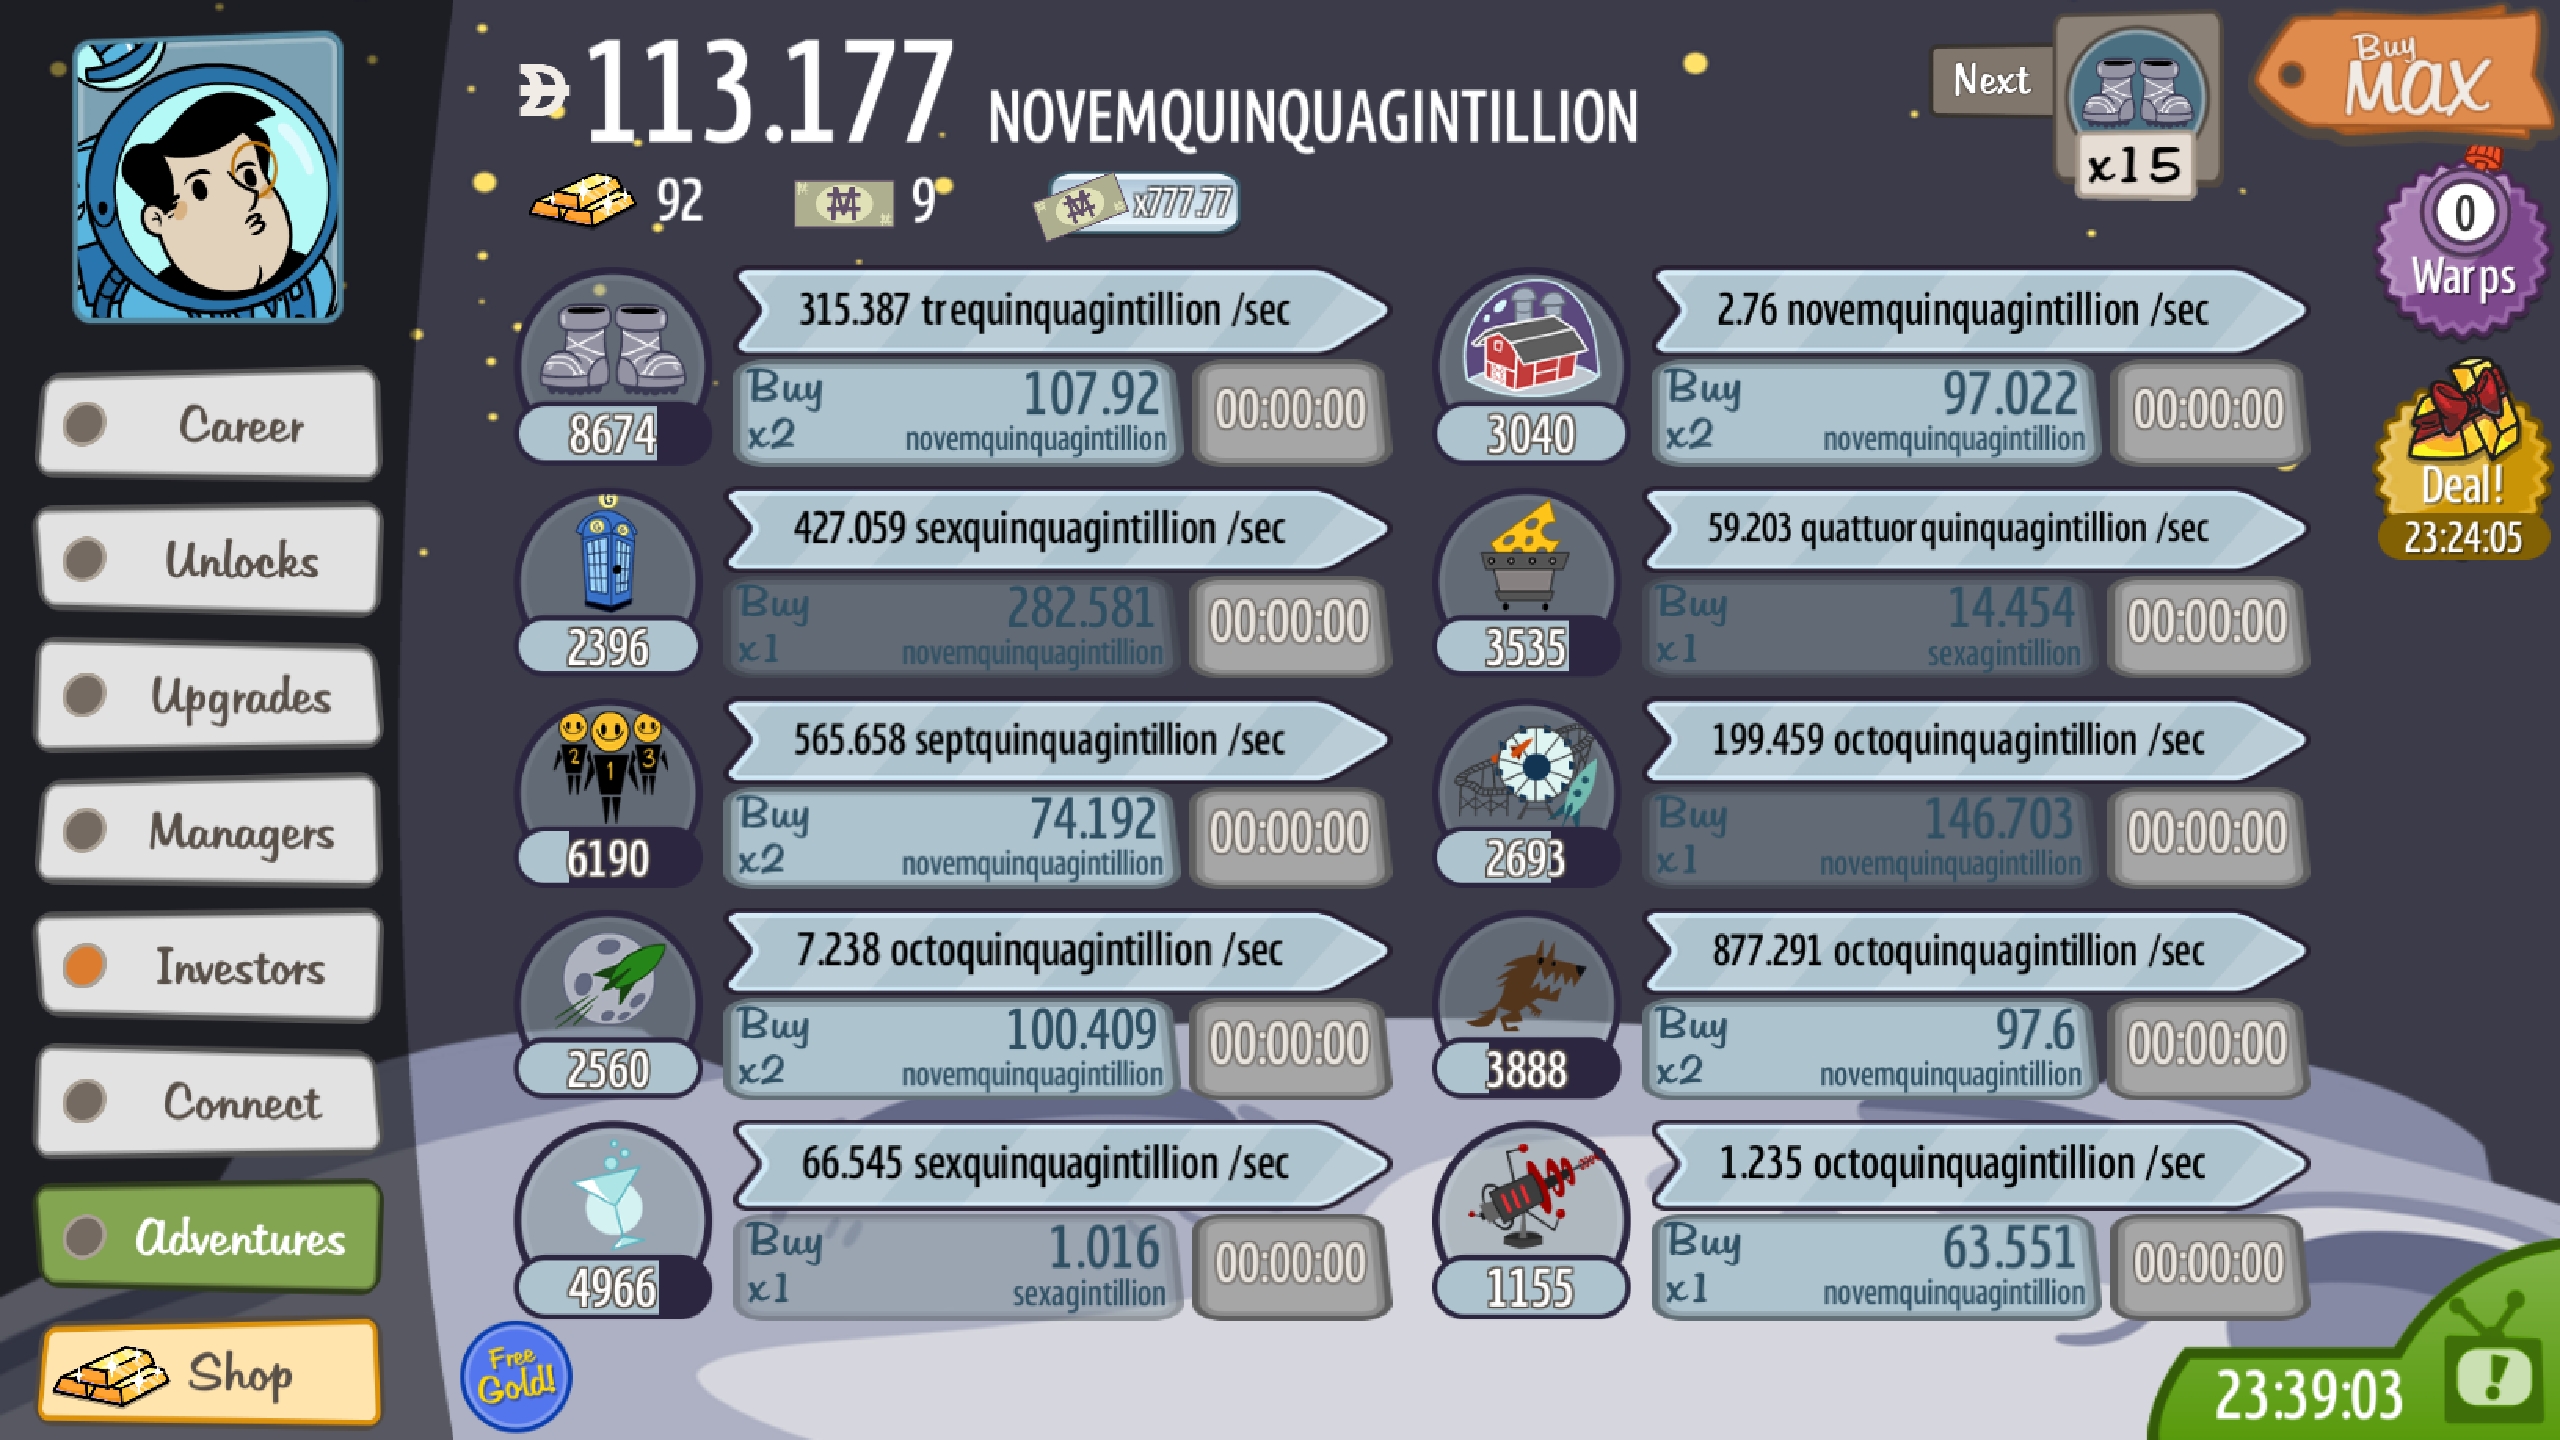 113.177 NOVEMQUINQUAGINTILLION
92
9
x777.77
Next
x15
Buy
MAX
0
Warps
Deal!
23:24:05
Career
Unlocks
Upgrades
Managers
Investors
Connect
Adventures
Shop
315.387 trequinquagintillion /sec
8674
Buy 107.92
x2 novemquinquagintillion
00:00:00
2.76 novemquinquagintillion /sec
3040
Buy 97.022
x2 novemquinquagintillion
00:00:00
427.059 sexquinquagintillion /sec
G
2396
Buy 282.581
x1 novemquinquagintillion
00:00:00
59.203 quattuorquinquagintillion /sec
3535
Buy 14.454
x1 sexagintillion
00:00:00
565.658 septquinquagintillion /sec
2 1 3
6190
Buy 74.192
x2 novemquinquagintillion
00:00:00
199.459 octoquinquagintillion /sec
2693
Buy 146.703
x1 novemquinquagintillion
00:00:00
7.238 octoquinquagintillion /sec
2560
Buy 100.409
x2 novemquinquagintillion
00:00:00
877.291 octoquinquagintillion /sec
3888
Buy 97.6
x2 novemquinquagintillion
00:00:00
66.545 sexquinquagintillion /sec
4966
Buy 1.016
x1 sexagintillion
00:00:00
1.235 octoquinquagintillion /sec
1155
Buy 63.551
x1 novemquinquagintillion
00:00:00
Free
Gold!
23:39:03
!